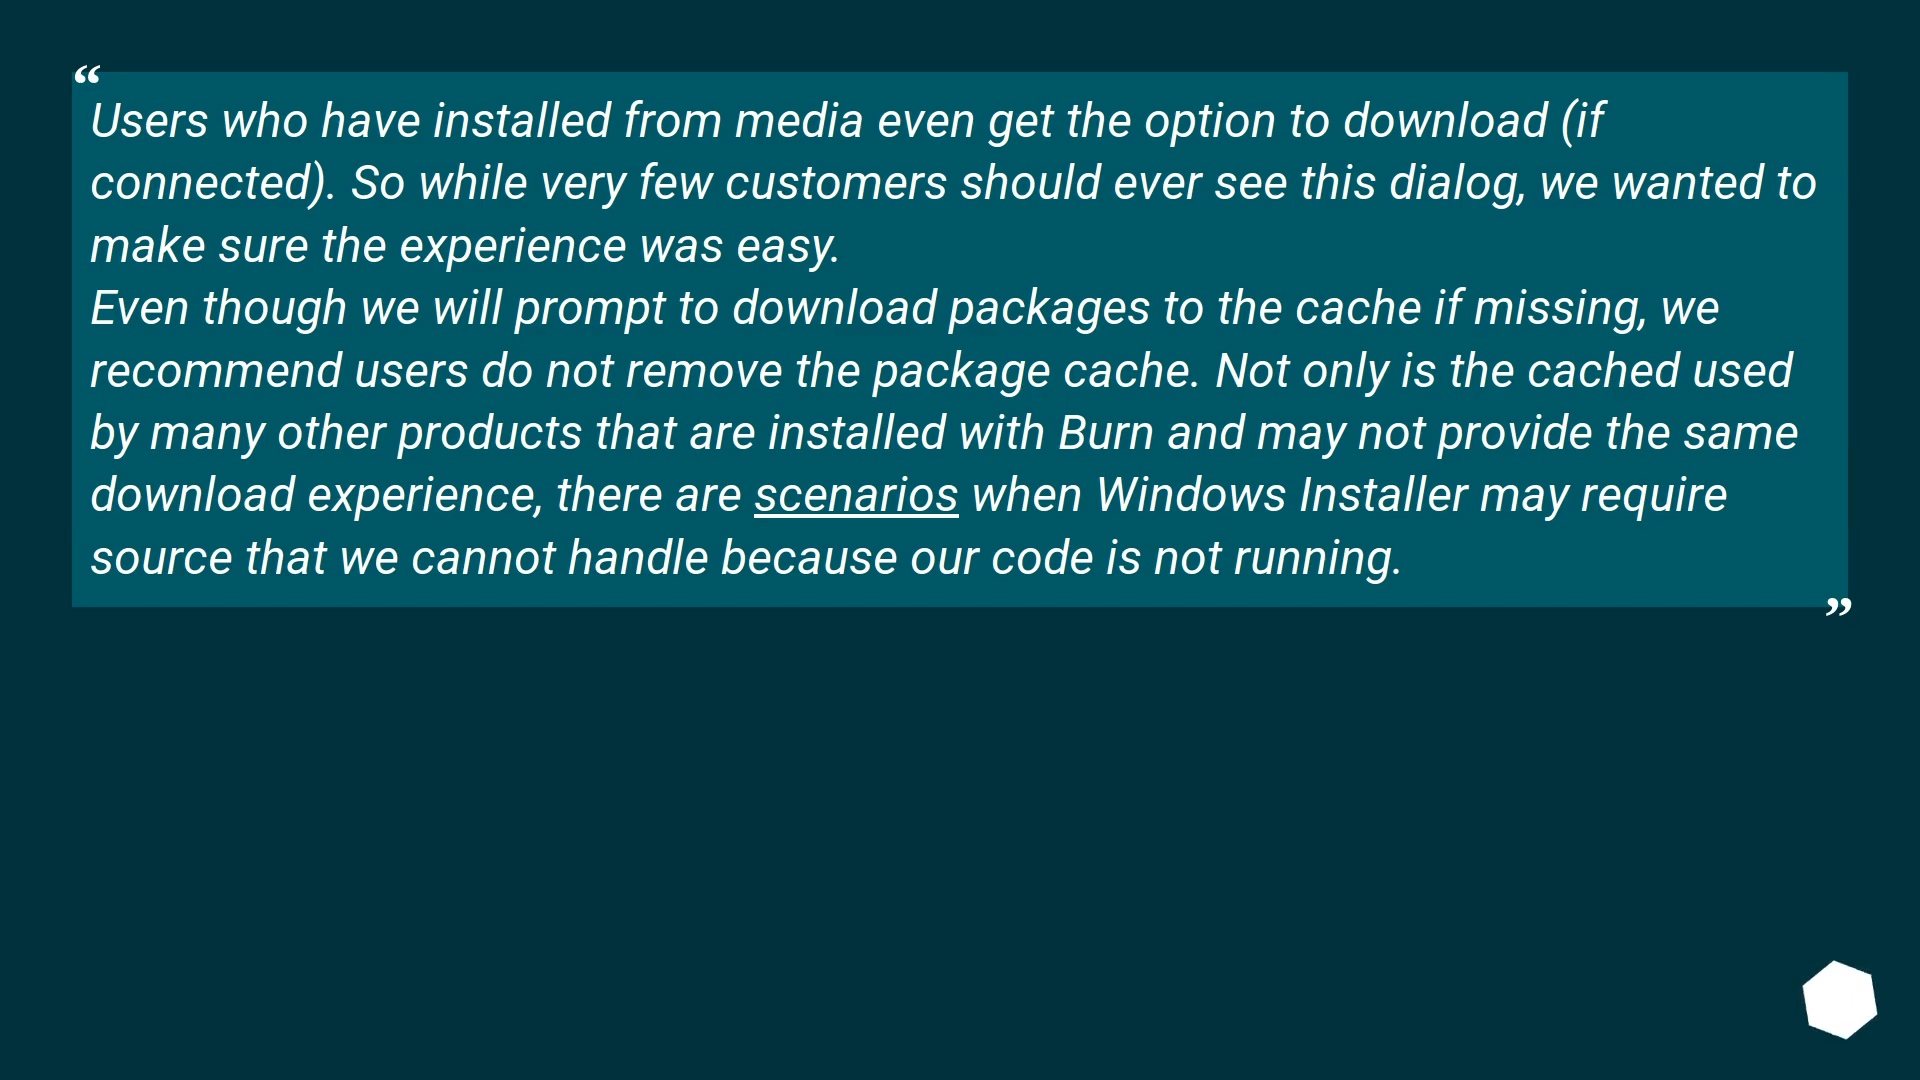 “
Users who have installed from media even get the option to download (if
connected). So while very few customers should ever see this dialog, we wanted to
make sure the experience was easy.
Even though we will prompt to download packages to the cache if missing, we
recommend users do not remove the package cache. Not only is the cached used
by many other products that are installed with Burn and may not provide the same
download experience, there are scenarios when Windows Installer may require
source that we cannot handle because our code is not running.
”